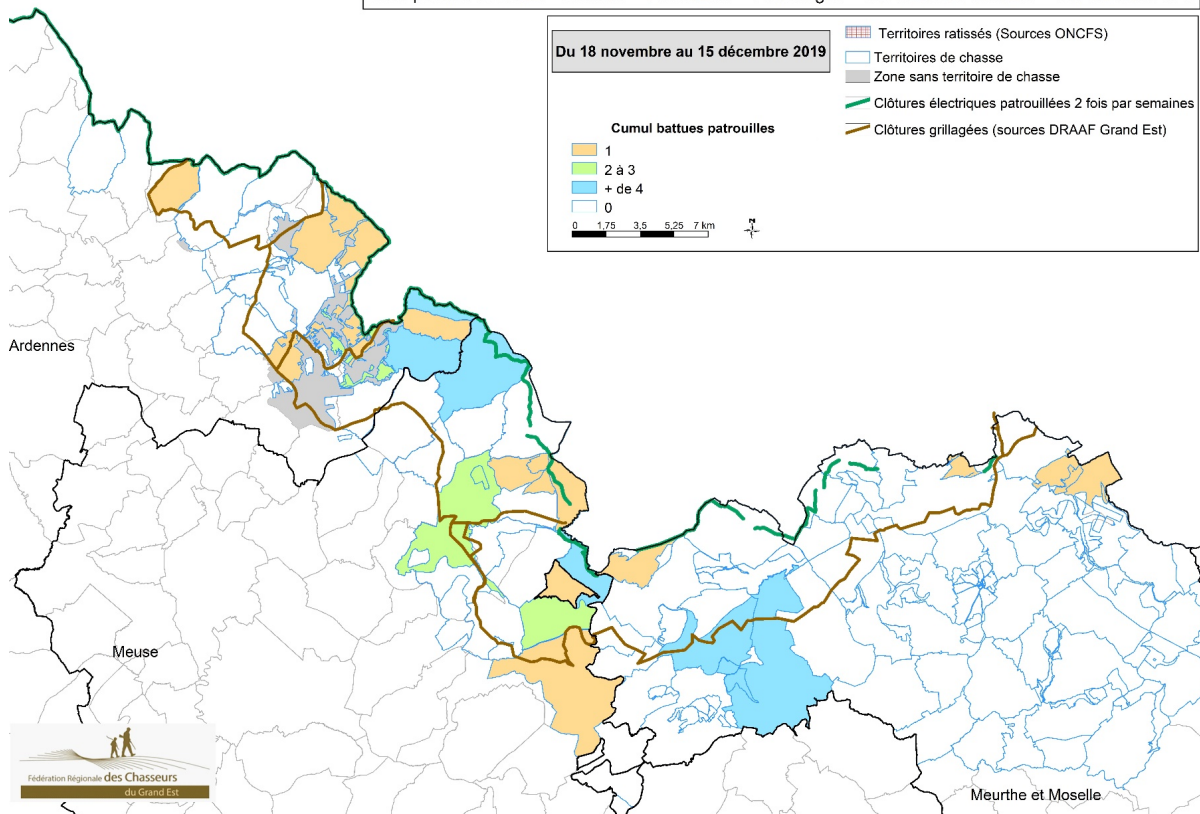 Du 18 novembre au 15 décembre 2019
Territoires ratissés (Sources ONCFS)
Territoires de chasse
Zone sans territoire de chasse
Clôtures électriques patrouillées 2 fois par semaines
Clôtures grillagées (sources DRAAF Grand Est)
Cumul battues patrouilles
1
2 à 3
+ de 4
0
0 1,75 3,5 5,25 7 km
N
Ardennes
Meuse
Meurthe et Moselle
Fédération Régionale des Chasseurs
du Grand Est